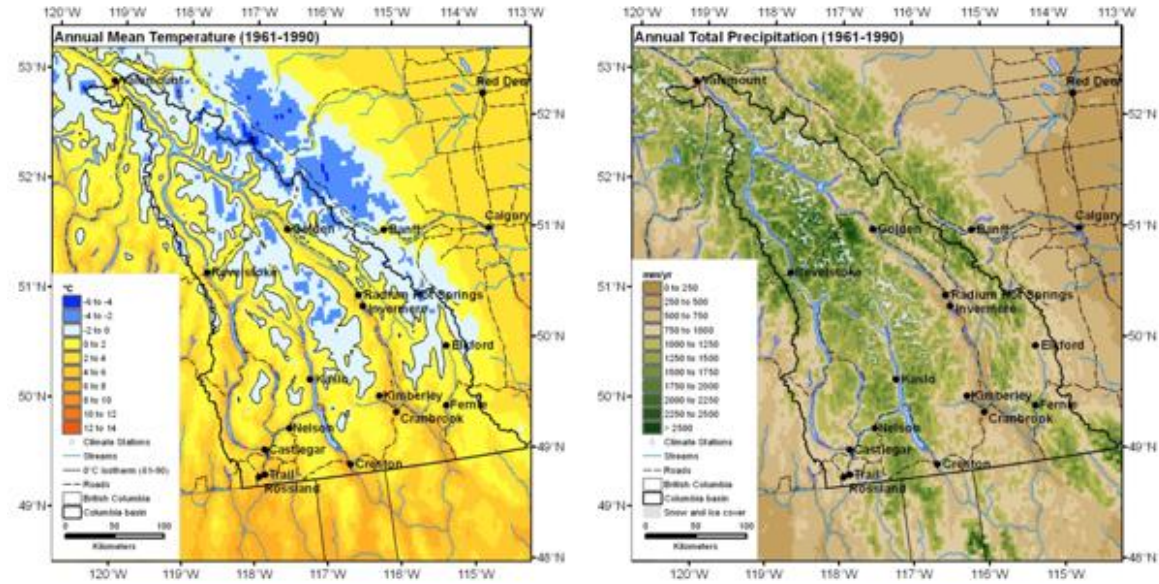 120°W 119°W 118°W 117°W 116°W 115°W 114°W 113°W
Annual Mean Temperature (1961-1990)
53°N
Valemount
Red Deer
52°N
52°N
Calgary
51°N
Golden
Banff
Revelstoke
51°N
Radium Hot Springs
Invermere
50°N
Elkford
Kaslo
50°N
Kimberley
Fernie
Cranbrook
Nelson
49°N
Castlegar
Creston
Trail
49°N
Rossland
48°N
°C
-6 to -4
-4 to -2
-2 to 0
0 to 2
2 to 4
4 to 6
6 to 8
8 to 10
10 to 12
12 to 14
Climate Stations
Streams
0°C Isotherm (61-90)
Roads
British Columbia
Columbia basin
0 50 100
Kilometers
120°W 119°W 118°W 117°W 116°W 115°W 114°W
120°W 119°W 118°W 117°W 116°W 115°W 114°W 113°W
Annual Total Precipitation (1961-1990)
53°N
Valemount
Red Deer
52°N
52°N
Calgary
51°N
Golden
Banff
Revelstoke
51°N
Radium Hot Springs
Invermere
50°N
Elkford
Kaslo
50°N
Kimberley
Fernie
Cranbrook
Nelson
49°N
Castlegar
Creston
Trail
49°N
Rossland
48°N
mm/yr
0 to 250
250 to 500
500 to 750
750 to 1000
1000 to 1250
1250 to 1500
1500 to 1750
1750 to 2000
2000 to 2250
2250 to 2500
> 2500
Climate Stations
Streams
Roads
British Columbia
Columbia basin
Snow and ice cover
0 50 100
Kilometers
120°W 119°W 118°W 117°W 116°W 115°W 114°W